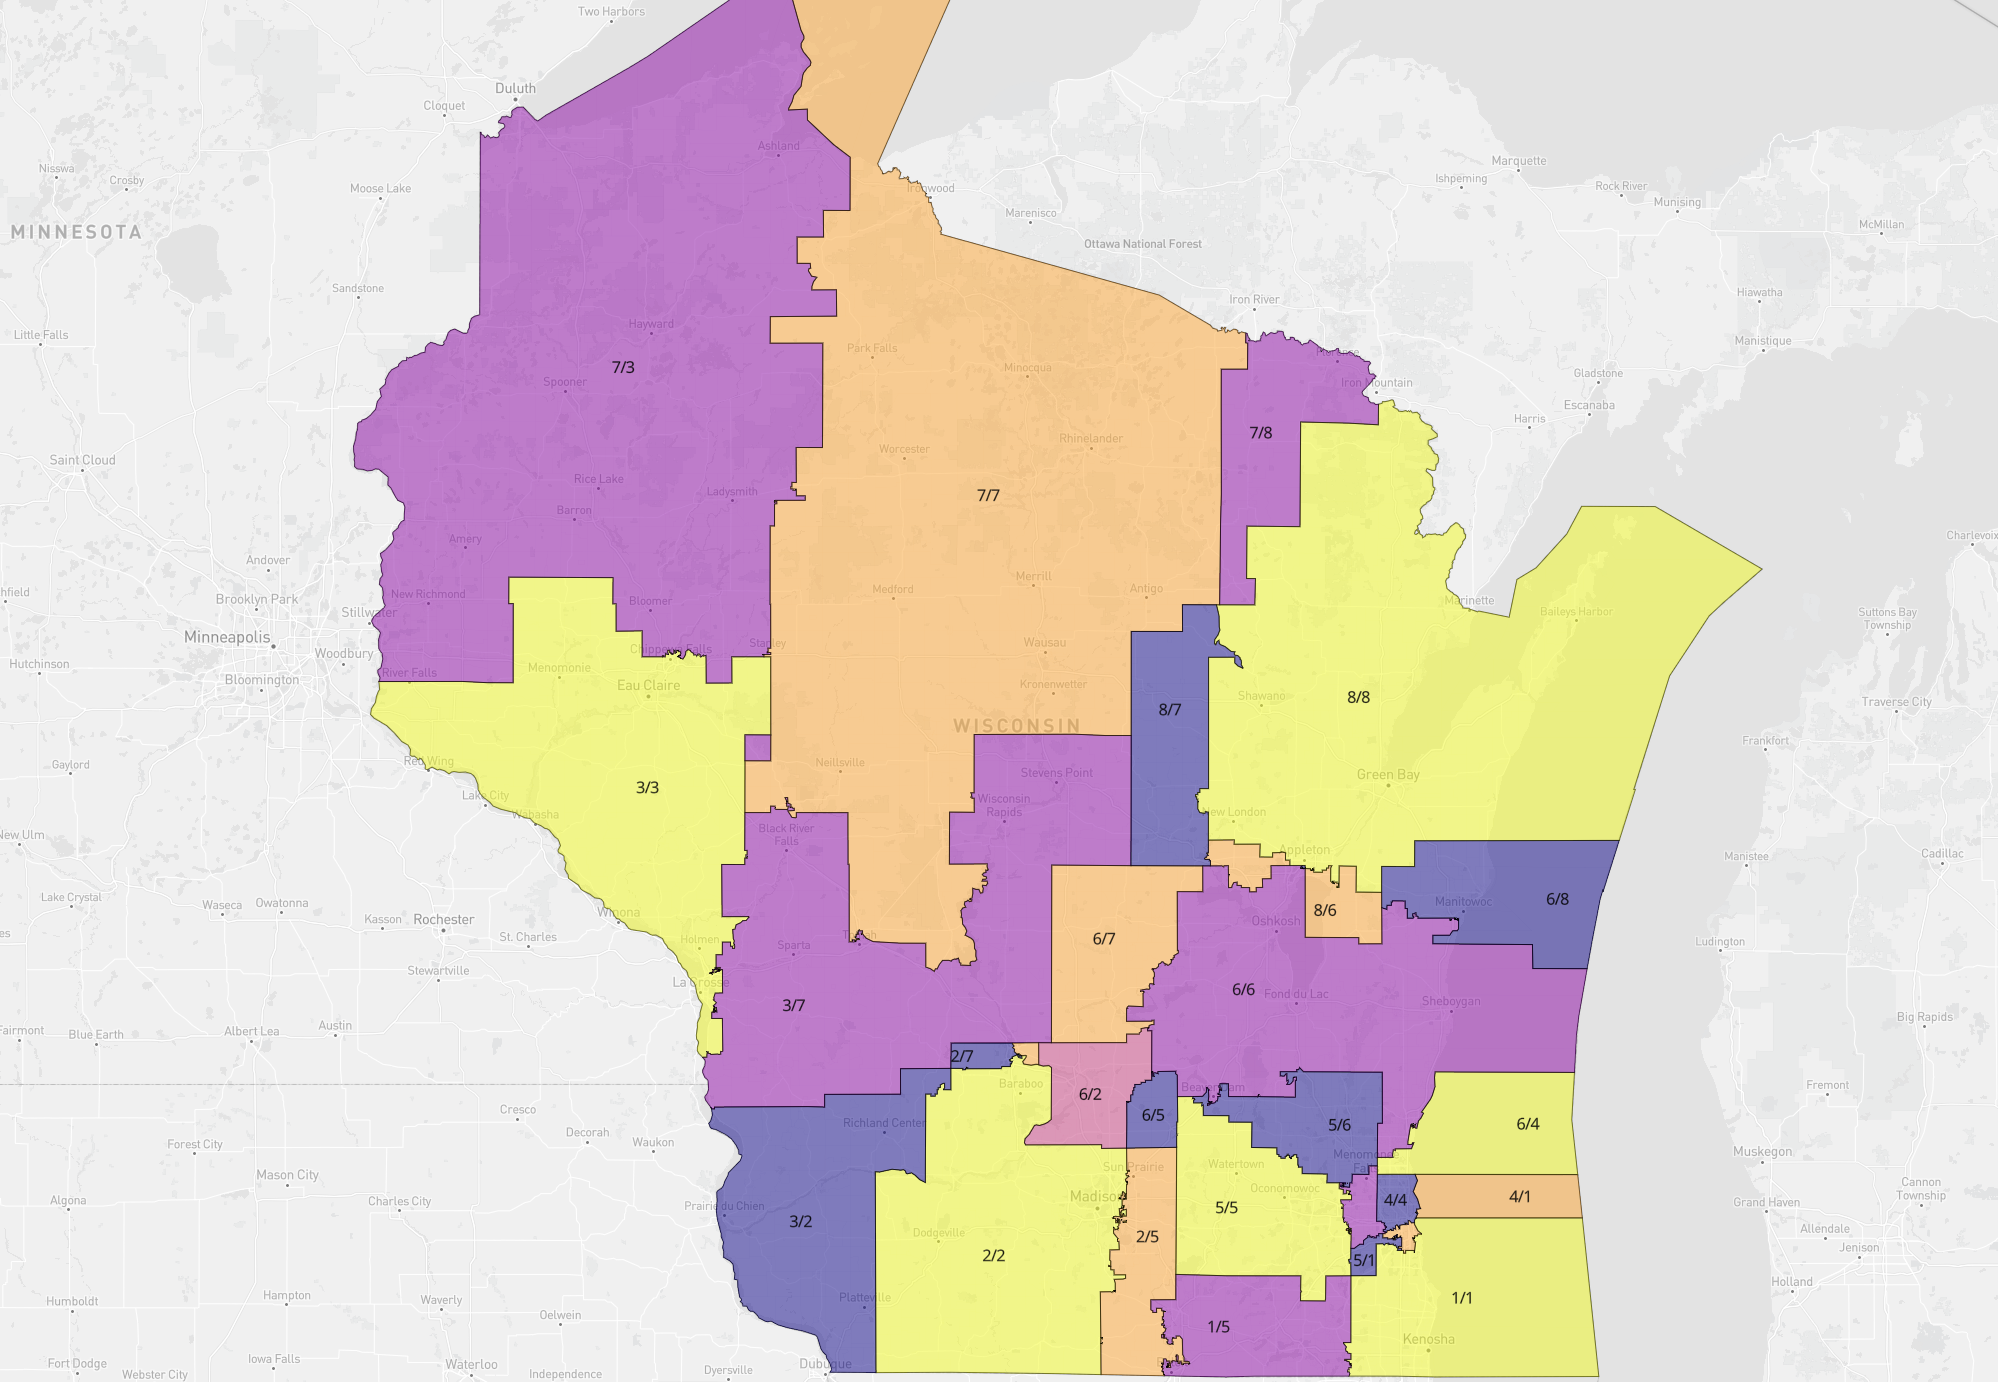 Two Harbors
Duluth
Cloquet
Ashland
Nisswa
Crosby
Moose Lake
Ironwood
Marquette
Ishpeming
Rock River
Munising
Marenisco
MINNESOTA
Ottawa National Forest
McMillan
Sandstone
Iron River
Hiawatha
Little Falls
Hayward
Park Falls
Manistique
7/3
Minocqua
Spooner
Gladstone
Iron Mountain
Escanaba
Harris
7/8
Saint Cloud
Worcester
Rhinelander
Rice Lake
Ladysmith
7/7
Barron
Amery
Charlevoix
Andover
hfield
Brooklyn Park
New Richmond
Bloomer
Medford
Merrill
Antigo
Marinette
Baileys Harbor
Stillwater
Suttons Bay
Township
Minneapolis
Woodbury
Chippewa Falls
Stanley
Wausau
Hutchinson
Bloomington
River Falls
Menomonie
Eau Claire
Kronenwetter
Shawano
8/8
8/7
Traverse City
WISCONSIN
Frankfort
Gaylord
Red Wing
Neillsville
Stevens Point
Green Bay
3/3
Lake City
Wabasha
Wisconsin
Rapids
New London
New Ulm
Black River
Falls
Appleton
Manistee
Cadillac
Lake Crystal
Waseca
Owatonna
Kasson
Rochester
Winona
Oshkosh
8/6
Manitowoc
6/8
St. Charles
Holmen
Sparta
Tomah
6/7
Ludington
Stewartville
La Crosse
3/7
6/6
Fond du Lac
Sheboygan
Big Rapids
Fairmont
Blue Earth
Albert Lea
Austin
2/7
Baraboo
6/2
Beaver Dam
Fremont
Cresco
6/5
Richland Center
5/6
6/4
Forest City
Decorah
Waukon
Mason City
Sun Prairie
Watertown
Menomonee
Falls
Muskegon
Algona
Charles City
Prairie du Chien
Madison
Oconomowoc
4/4
4/1
Grand Haven
Cannon
Township
3/2
5/5
Dodgeville
2/5
Allendale
Jenison
2/2
5/1
Holland
Humboldt
Hampton
Waverly
Oelwein
Platteville
1/1
1/5
Kenosha
Fort Dodge
Iowa Falls
Waterloo
Dyersville
Dubuque
Webster City
Independence